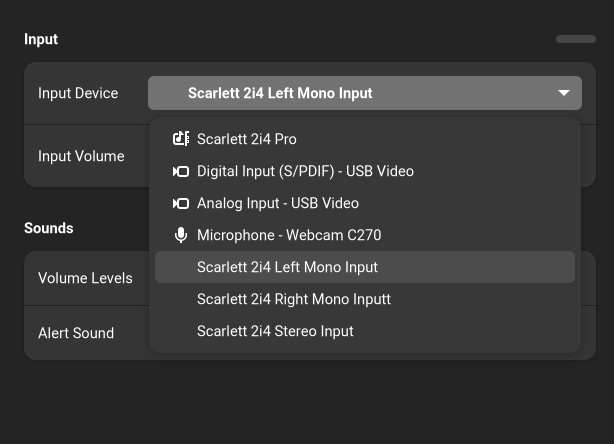 Input
Input Device
Scarlett 2i4 Left Mono Input
Scarlett 2i4 Pro
Input Volume
Digital Input (S/PDIF) - USB Video
Analog Input - USB Video
Sounds
Microphone - Webcam C270
Scarlett 2i4 Left Mono Input
Volume Levels
Scarlett 2i4 Right Mono Inputt
Alert Sound
Scarlett 2i4 Stereo Input